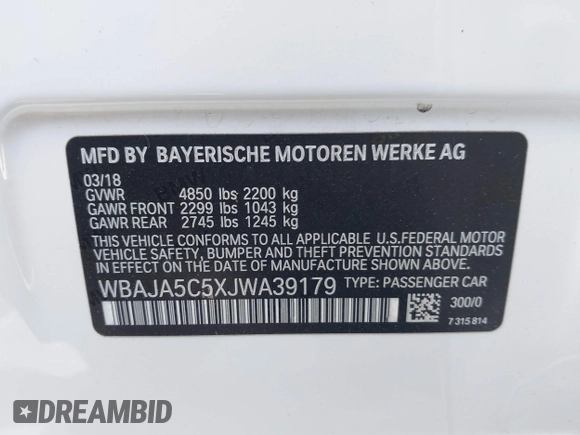 MFD BY BAYERISCHE MOTOREN WERKE AG
03/18
GVWR 4850 lbs 2200 kg
GAWR FRONT 2299 lbs 1043 kg
GAWR REAR 2745 lbs 1245 kg
THIS VEHICLE CONFORMS TO ALL APPLICABLE U.S.FEDERAL MOTOR
VEHICLE SAFETY, BUMPER AND THEFT PREVENTION STANDARDS
IN EFFECT ON THE DATE OF MANUFACTURE SHOWN ABOVE.
WBAJA5C5XJWA39179 TYPE: PASSENGER CAR
300/0
7 315 814
DREAMBID